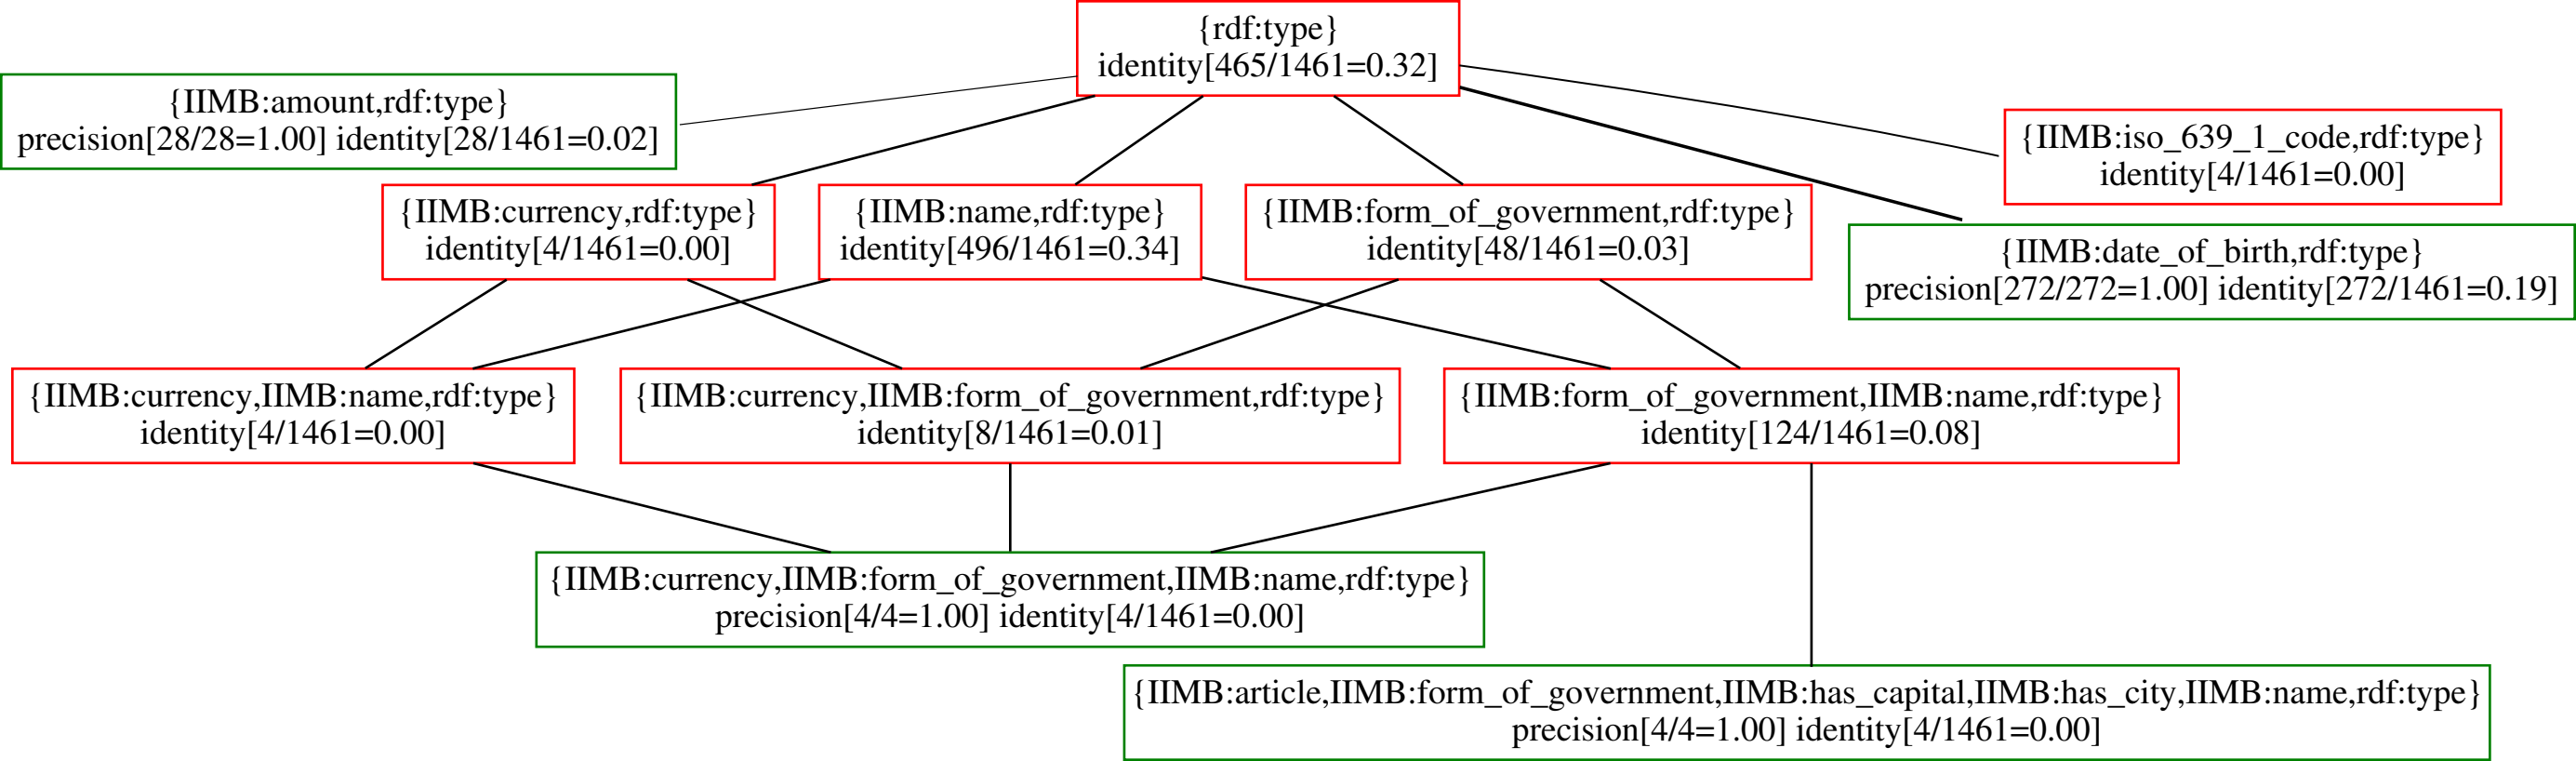 {rdf:type}
identity[465/1461=0.32]
{IIMB:amount,rdf:type}
precision[28/28=1.00] identity[28/1461=0.02]
{IIMB:iso_639_1_code,rdf:type}
identity[4/1461=0.00]
{IIMB:currency,rdf:type}
identity[4/1461=0.00]
{IIMB:name,rdf:type}
identity[496/1461=0.34]
{IIMB:form_of_government,rdf:type}
identity[48/1461=0.03]
{IIMB:date_of_birth,rdf:type}
precision[272/272=1.00] identity[272/1461=0.19]
{IIMB:currency,IIMB:name,rdf:type}
identity[4/1461=0.00]
{IIMB:currency,IIMB:form_of_government,rdf:type}
identity[8/1461=0.01]
{IIMB:form_of_government,IIMB:name,rdf:type}
identity[124/1461=0.08]
{IIMB:currency,IIMB:form_of_government,IIMB:name,rdf:type}
precision[4/4=1.00] identity[4/1461=0.00]
{IIMB:article,IIMB:form_of_government,IIMB:has_capital,IIMB:has_city,IIMB:name,rdf:type}
precision[4/4=1.00] identity[4/1461=0.00]